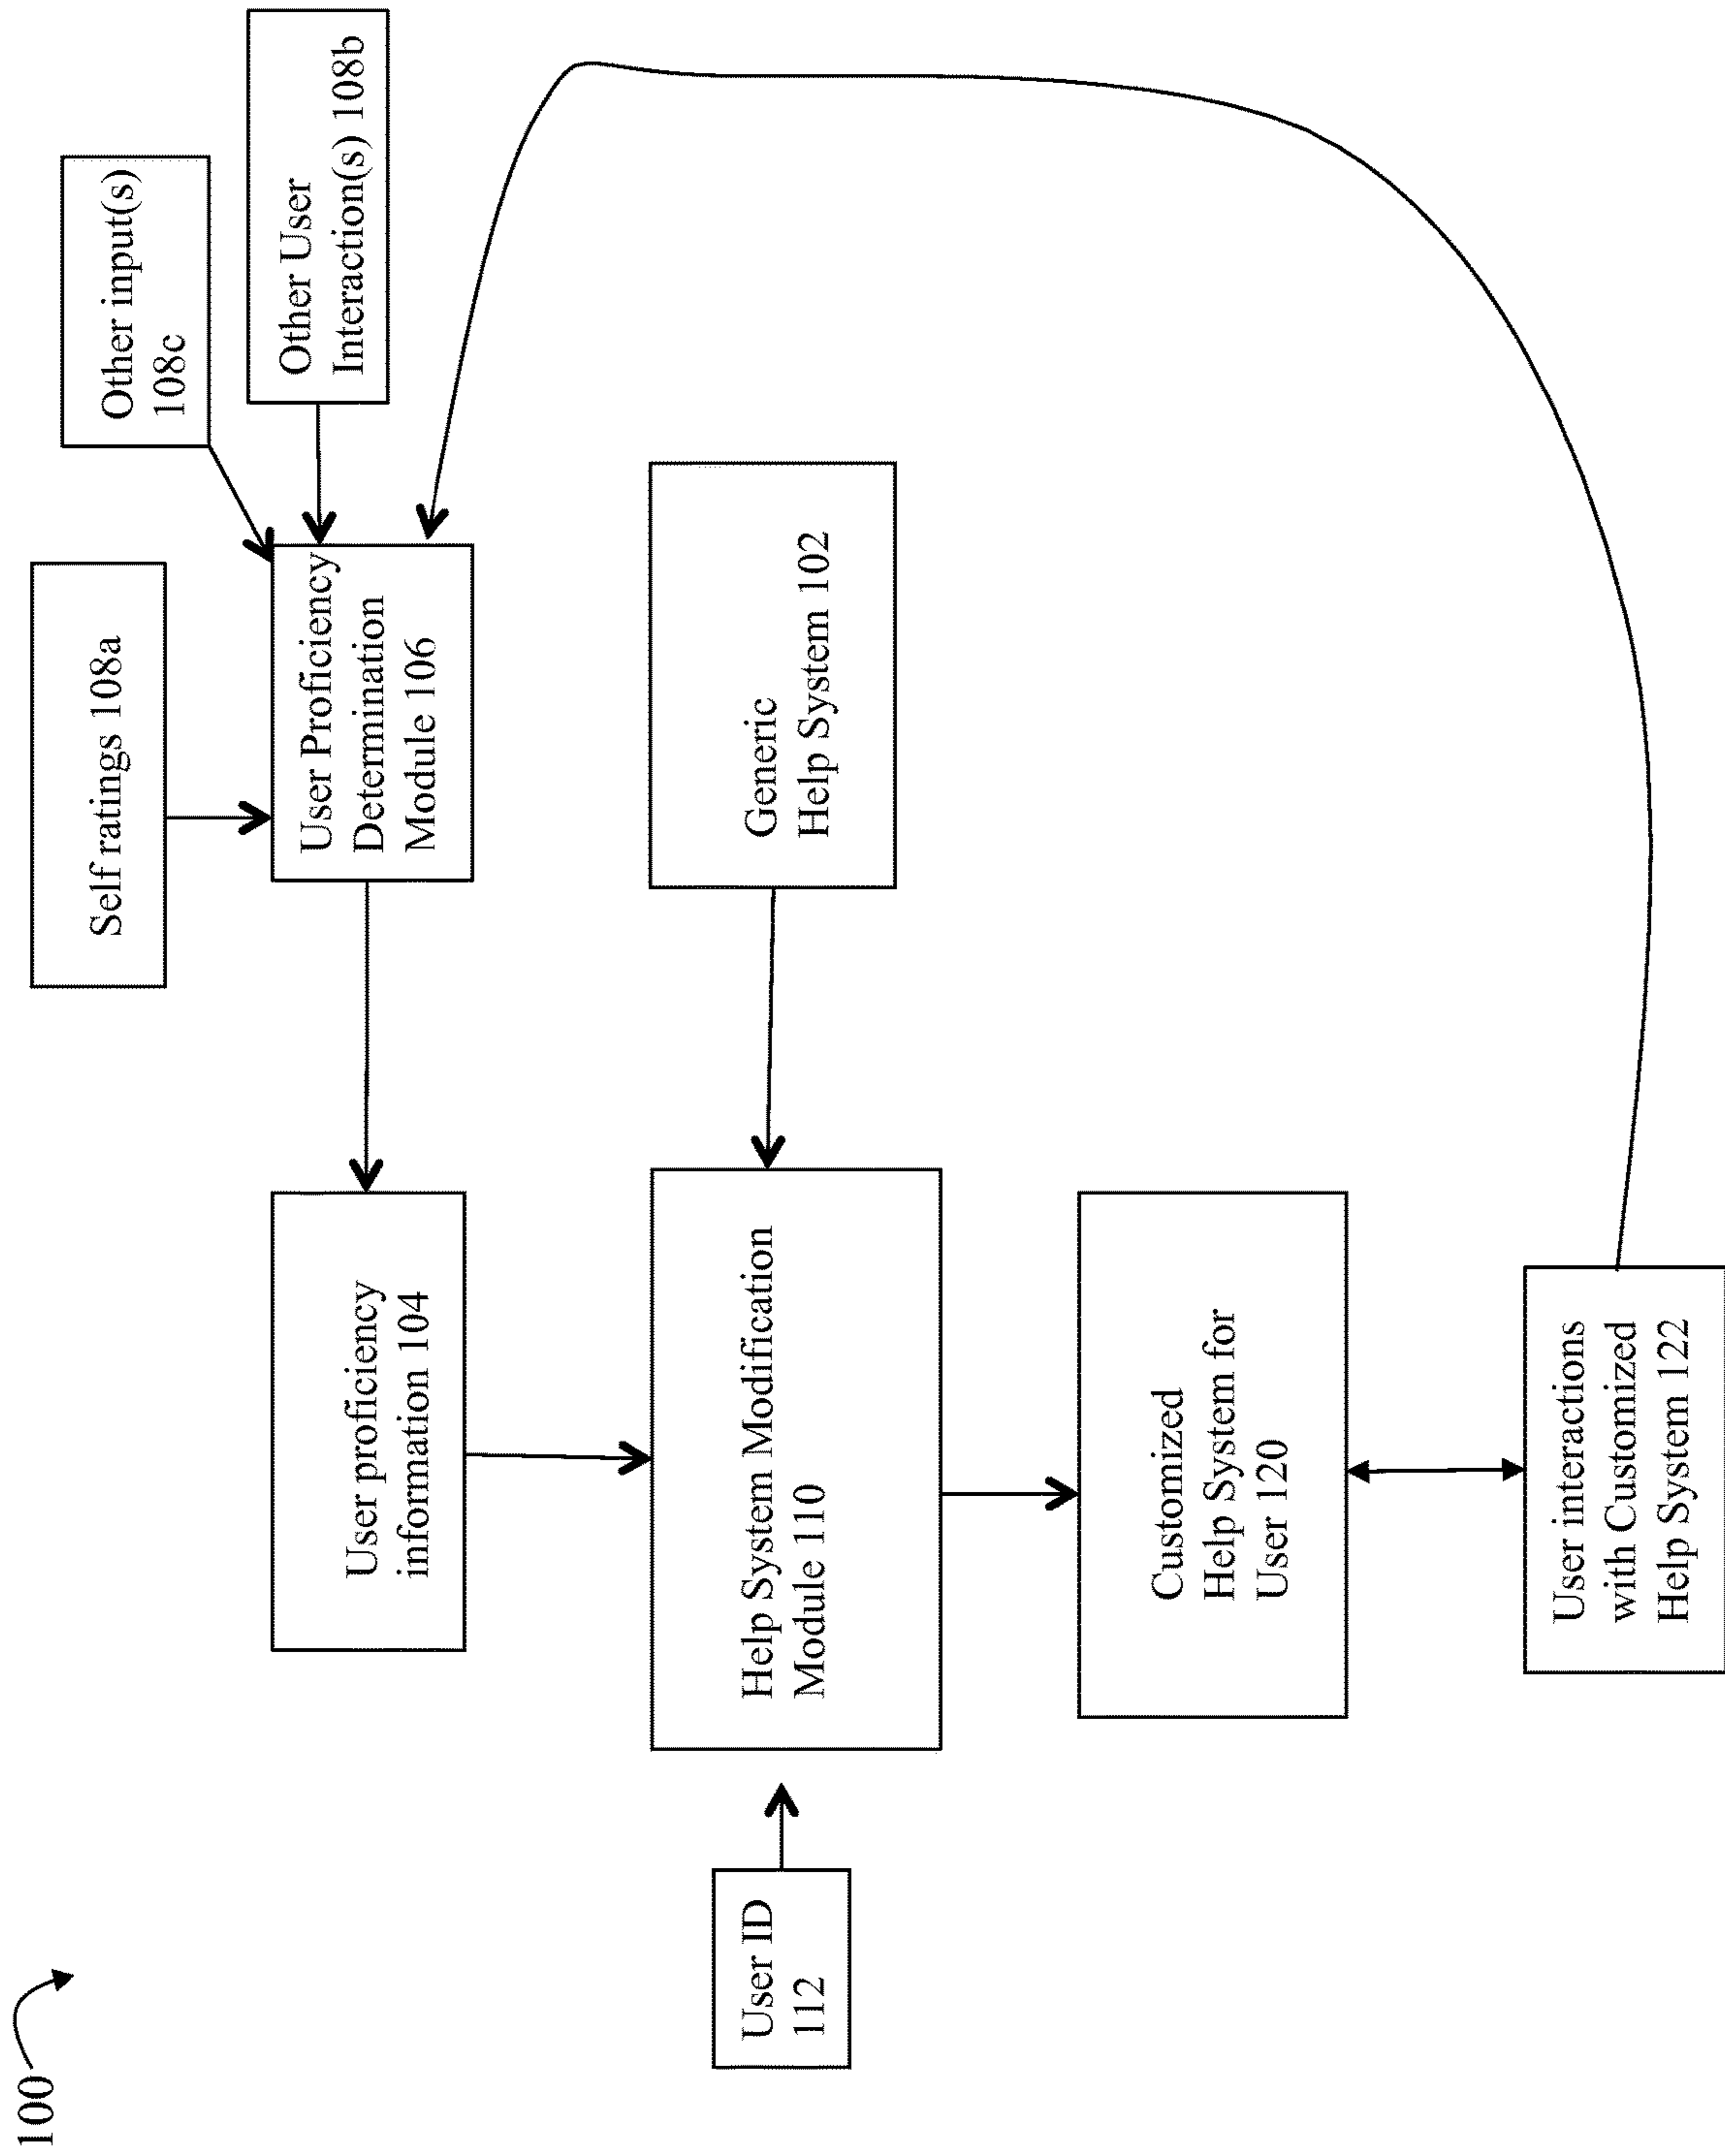 100
Self ratings 108a
Other input(s)
108c
User proficiency
information 104
User Proficiency
Determination
Module 106
Other User
Interaction(s) 108b
User ID
112
Help System Modification
Module 110
Generic
Help System 102
Customized
Help System for
User 120
User interactions
with Customized
Help System 122